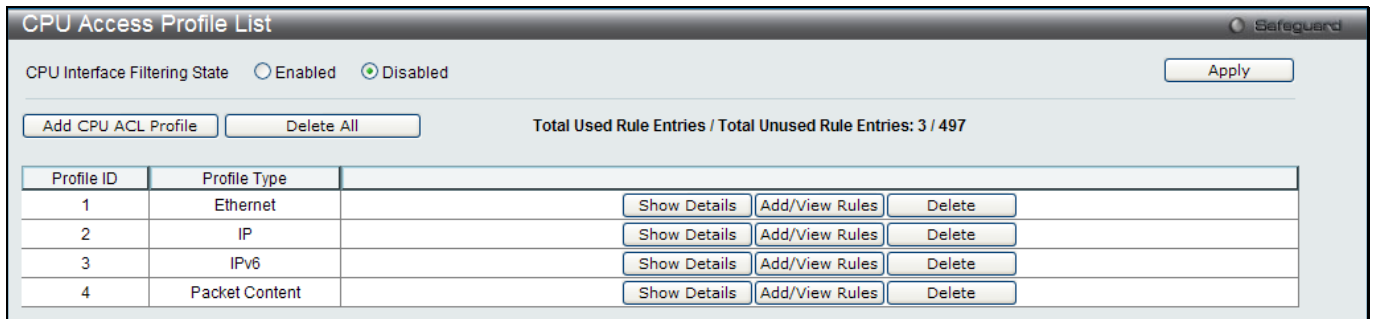 CPU Access Profile List
Safeguard
CPU Interface Filtering State Enabled Disabled Apply
Add CPU ACL Profile Delete All Total Used Rule Entries / Total Unused Rule Entries: 3 / 497
Profile ID Profile Type
1 Ethernet Show Details Add/View Rules Delete
2 IP Show Details Add/View Rules Delete
3 IPv6 Show Details Add/View Rules Delete
4 Packet Content Show Details Add/View Rules Delete